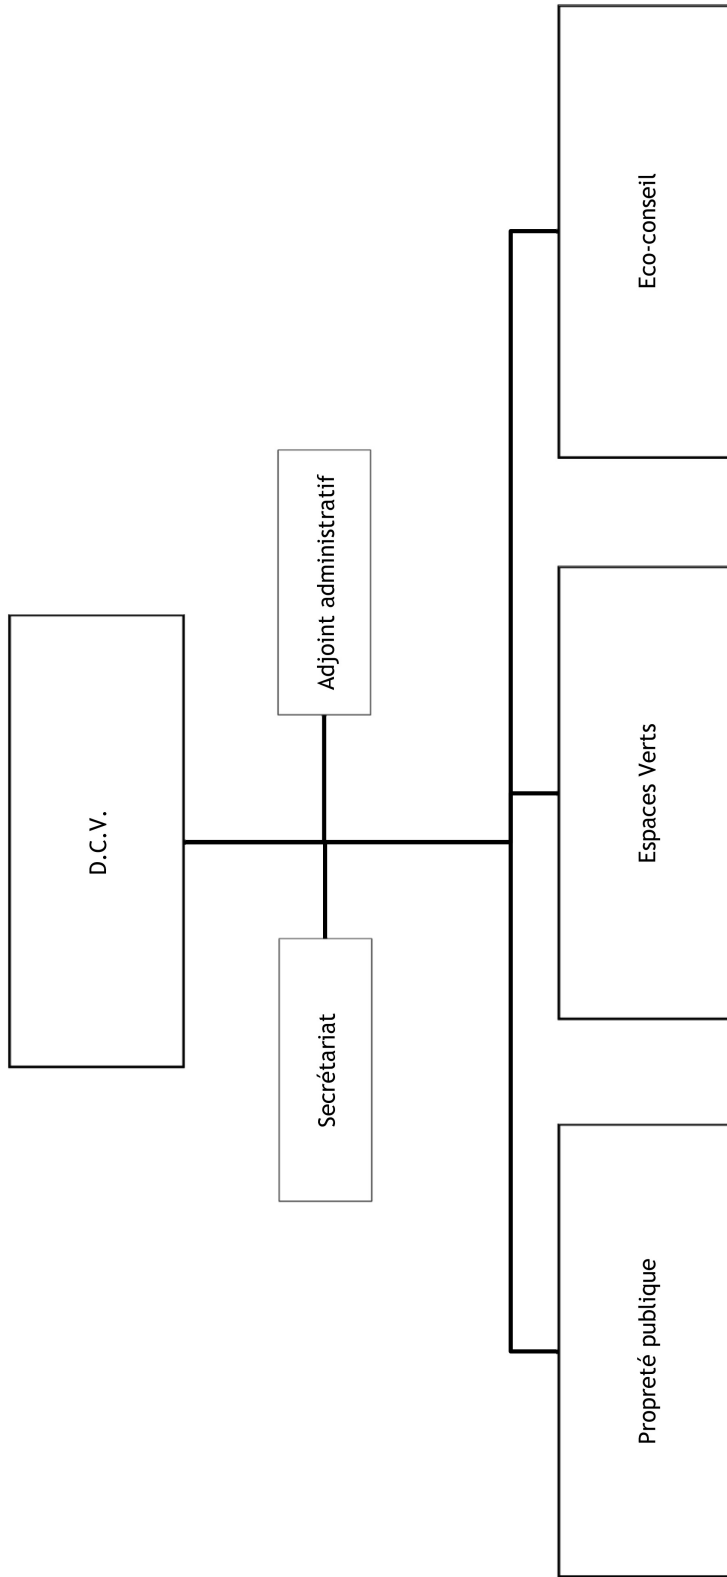 D.C.V.
Secrétariat
Adjoint administratif
Propreté publique
Espaces Verts
Eco-conseil